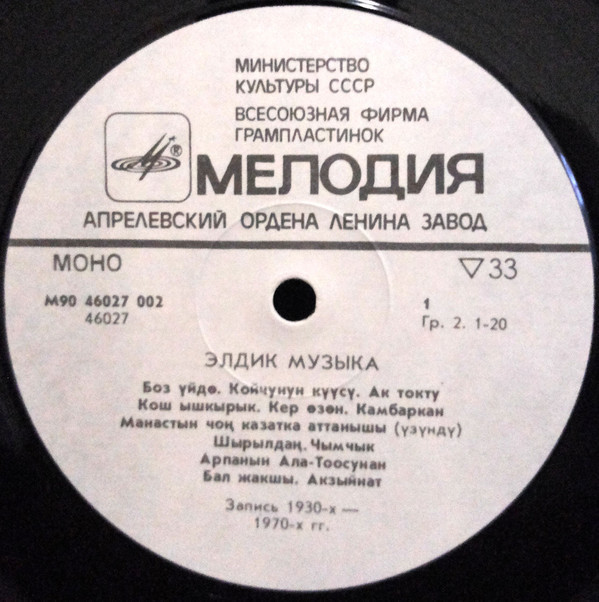 МИНИСТЕРСТВО
КУЛЬТУРЫ СССР
ВСЕСОЮЗНАЯ ФИРМА
ГРАМПЛАСТИНОК
®
МЕЛОДИЯ
АПРЕЛЕВСКИЙ ОРДЕНА ЛЕНИНА ЗАВОД
МОНО
▽33
М90 46027 002
46027
1
Гр. 2. 1-20
ЭЛДИК МУЗЫКА
Боз үйдө. Койчунун күүсү. Ак токту
Кош ышкырык. Кер өзөн. Камбаркан
Манастын чоң казатка аттанышы (үзүндү)
Шырылдаң. Чымчык
Арпанын Ала-Тоосунан
Бал жакшы. Акзыйнат
Запись 1930-х —
1970-х гг.